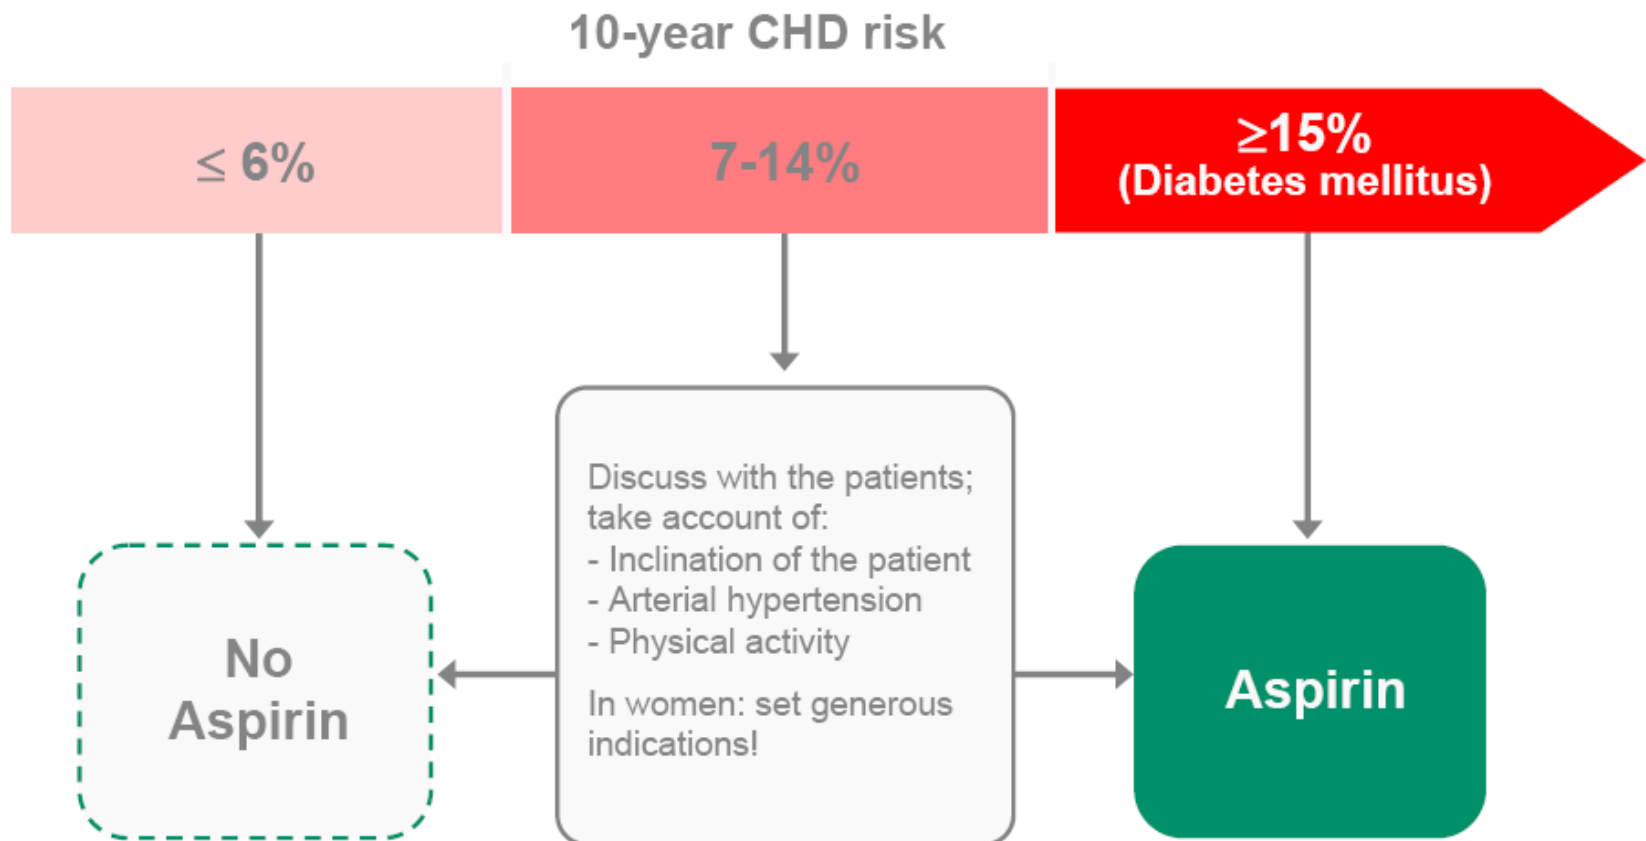 10-year CHD risk
≤ 6%
7-14%
≥15%
(Diabetes mellitus)
Discuss with the patients;
take account of:
- Inclination of the patient
- Arterial hypertension
- Physical activity
In women: set generous
indications!
No
Aspirin
Aspirin